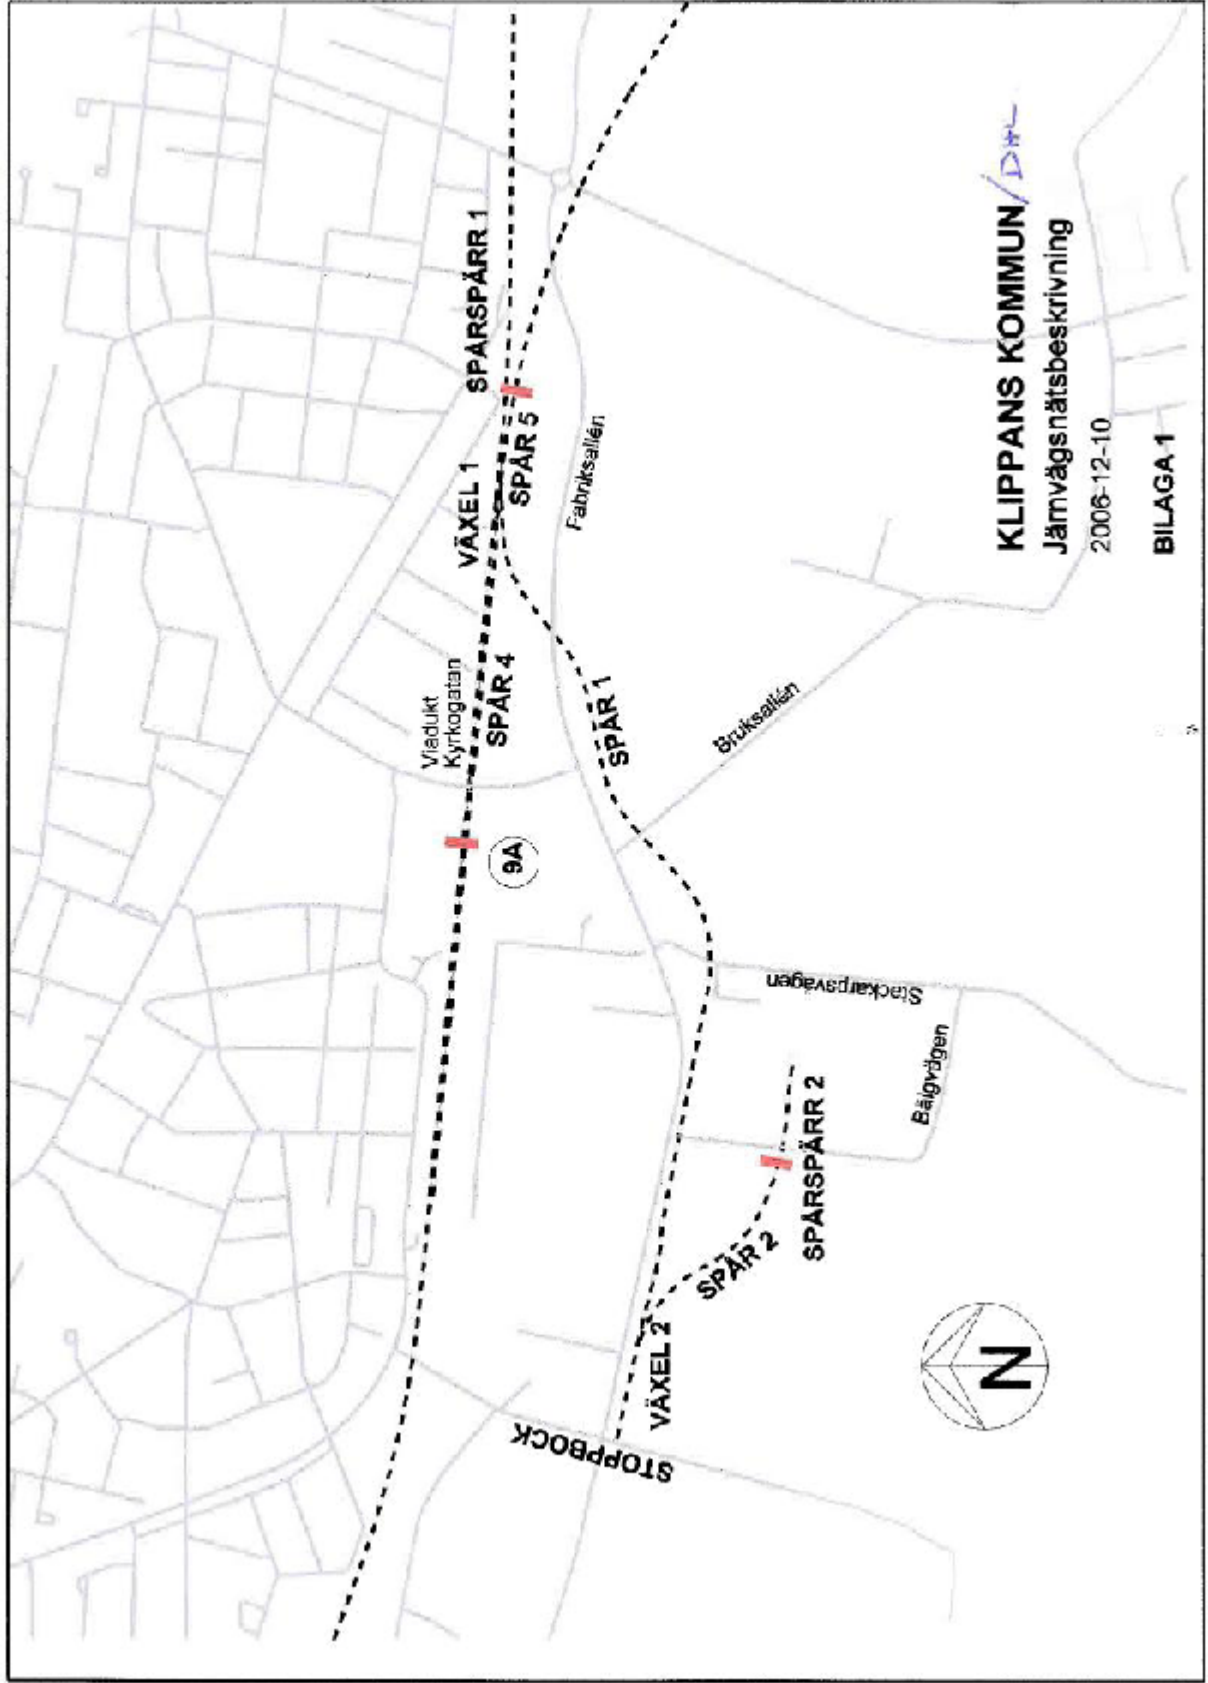 SPÅRSPÄRR 1
VÄXEL 1
SPÅR 5
Fabriksallén
Viadukt
Kyrkogatan
SPÅR 4
SPÅR 1
Bruksallén
9A
Stackarpsvägen
Bälgvägen
SPÅRSPÄRR 2
SPÅR 2
VÄXEL 2
STOPPBOCK
N
KLIPPANS KOMMUN/DHL
Järnvägsnätsbeskrivning
2006-12-10
BILAGA 1